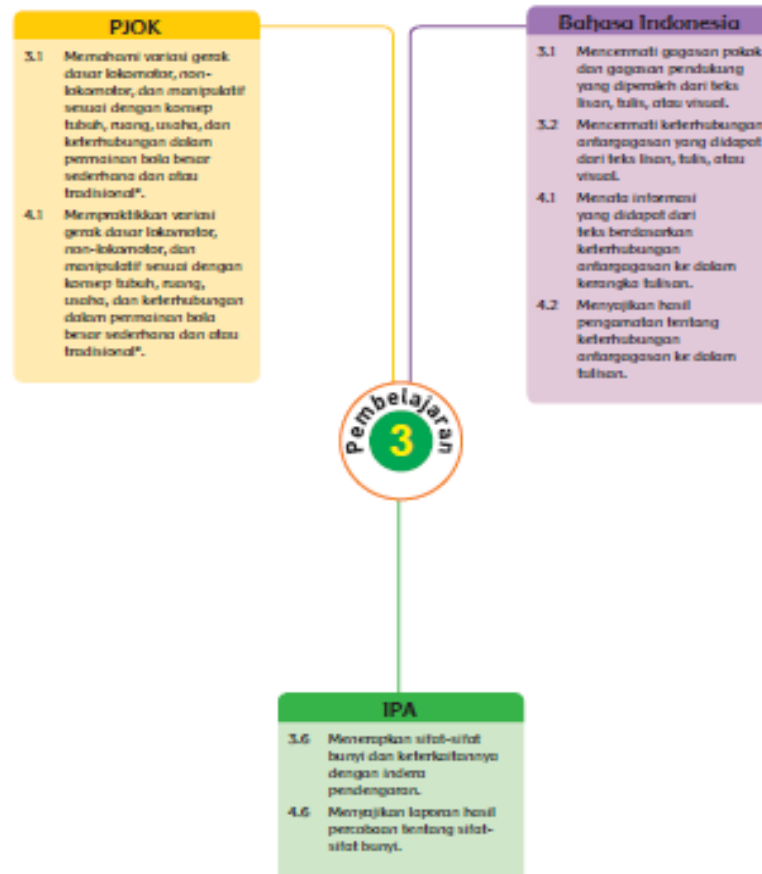 PJOK
3.1 Memahami variasi gerak
dasar lokomotor, non-
lokomotor, dan manipulatif
sesuai dengan konsep
tubuh, ruang, usaha, dan
keterhubungan dalam
permainan bola besar
sederhana dan atau
tradisional*.
4.1 Mempraktikkan variasi
gerak dasar lokomotor,
non-lokomotor, dan
manipulatif sesuai dengan
konsep tubuh, ruang,
usaha, dan keterhubungan
dalam permainan bola
besar sederhana dan atau
tradisional*.
Bahasa Indonesia
3.1 Mencermati gagasan pokok
dan gagasan pendukung
yang diperoleh dari teks
lisan, tulis, atau visual.
3.2 Mencermati keterhubungan
antargagasan yang didapat
dari teks lisan, tulis, atau
visual.
4.1 Menata informasi
yang didapat dari
teks berdasarkan
keterhubungan
antargagasan ke dalam
kerangka tulisan.
4.2 Menyajikan hasil
pengamatan tentang
keterhubungan
antargagasan ke dalam
tulisan.
Pembelajaran
3
IPA
3.6 Menerapkan sifat-sifat
bunyi dan keterkaitannya
dengan indera
pendengaran.
4.6 Menyajikan laporan hasil
percobaan tentang sifat-
sifat bunyi.